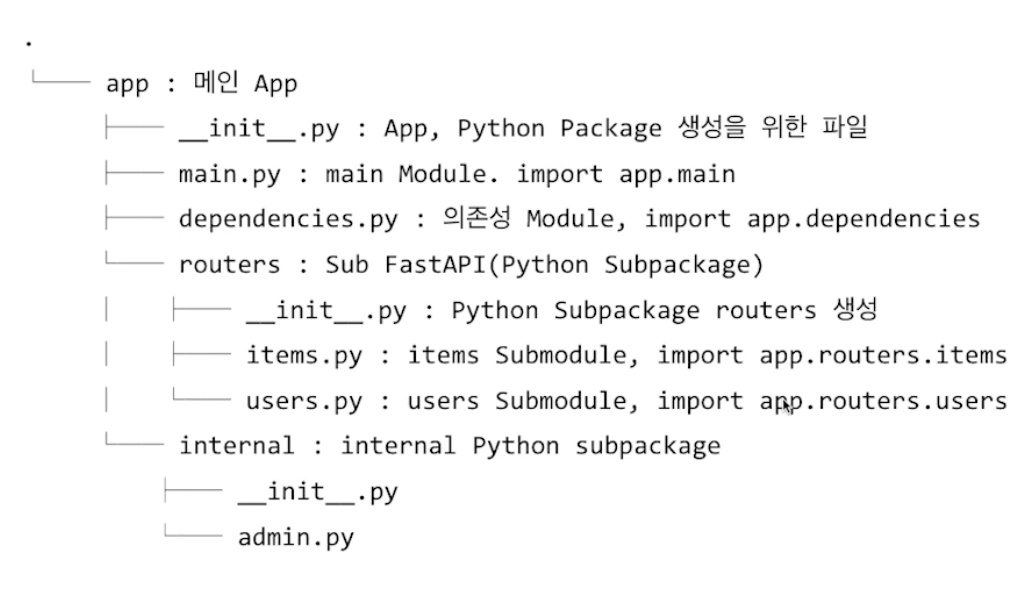 .
└── app : 메인 App
├── __init__.py : App, Python Package 생성을 위한 파일
├── main.py : main Module. import app.main
├── dependencies.py : 의존성 Module, import app.dependencies
└── routers : Sub FastAPI(Python Subpackage)
│ ├── __init__.py : Python Subpackage routers 생성
│ ├── items.py : items Submodule, import app.routers.items
│ └── users.py : users Submodule, import app.routers.users
└── internal : internal Python subpackage
├── __init__.py
└── admin.py